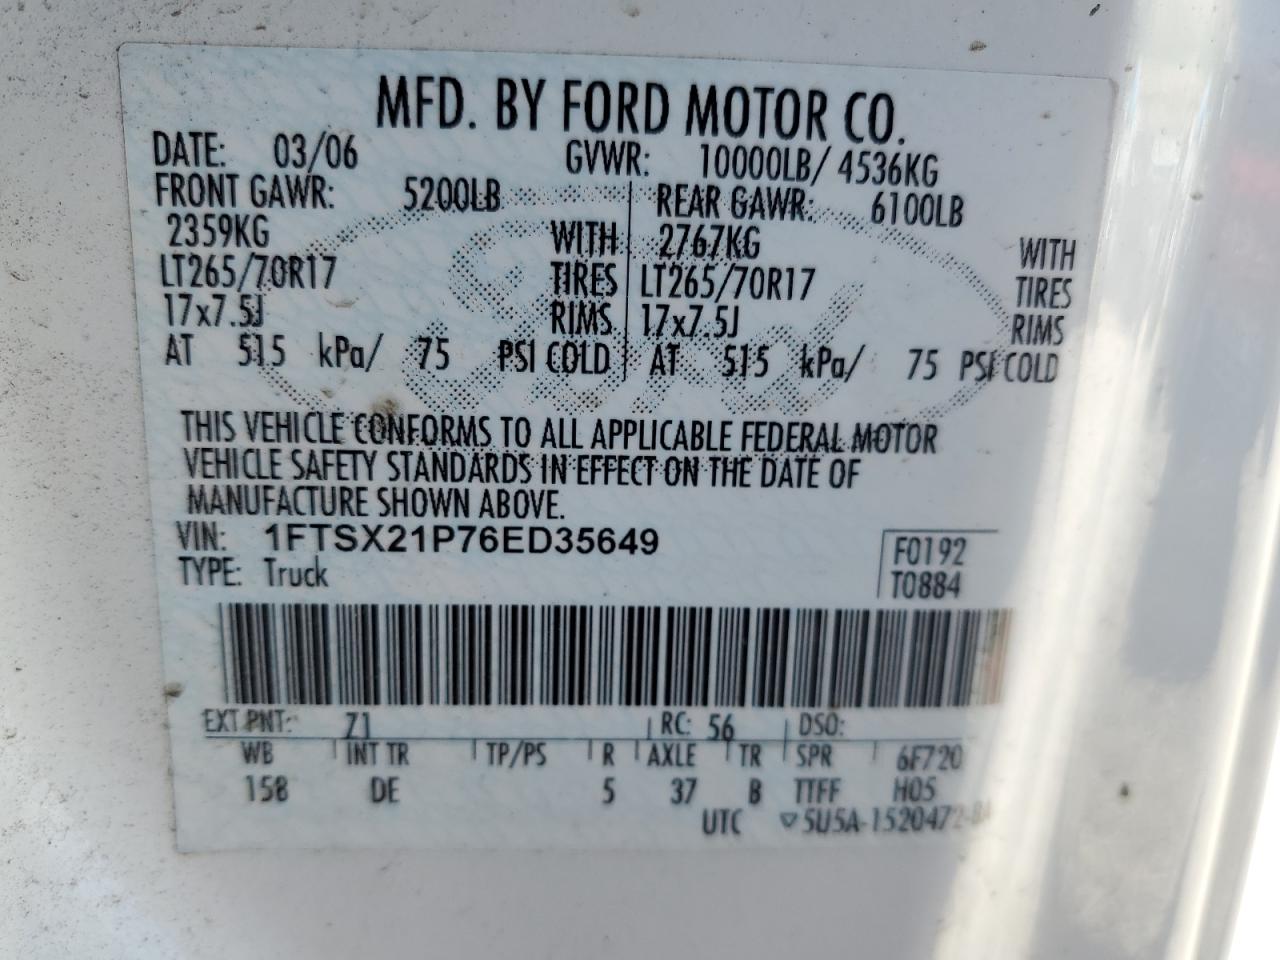 MFD. BY FORD MOTOR CO.
DATE: 03/06 GVWR: 10000LB/ 4536KG
FRONT GAWR: 5200LB REAR GAWR: 6100LB
2359KG WITH 2767KG WITH
LT265/70R17 TIRES LT265/70R17 TIRES
17x7.5J RIMS 17x7.5J RIMS
AT 515 kPa/ 75 PSI COLD AT 515 kPa/ 75 PSI COLD
THIS VEHICLE CONFORMS TO ALL APPLICABLE FEDERAL MOTOR
VEHICLE SAFETY STANDARDS IN EFFECT ON THE DATE OF
MANUFACTURE SHOWN ABOVE.
VIN: 1FTSX21P76ED35649
TYPE: Truck
F0192
T0884
EXT PNT: Z1 RC: 56 DSO:
WB INT TR TP/PS R AXLE TR SPR 6F720
158 DE 5 37 B TTFF H05
UTC ▽5U5A-1520472-